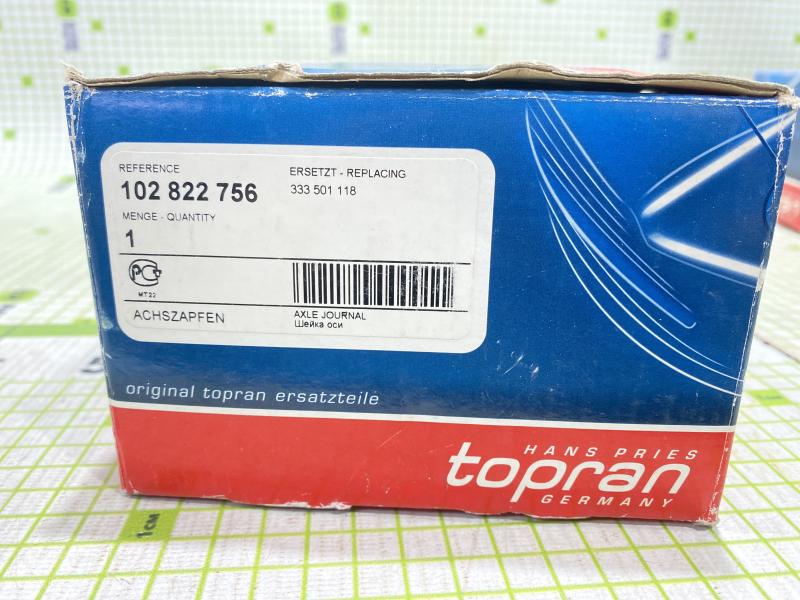 REFERENCE
ERSETZT - REPLACING
102 822 756
333 501 118
MENGE - QUANTITY
1
РСТ
MT22
ACHSZAPFEN
AXLE JOURNAL
Шейка оси
original topran ersatzteile
HANS PRIES
topran
GERMANY
1см